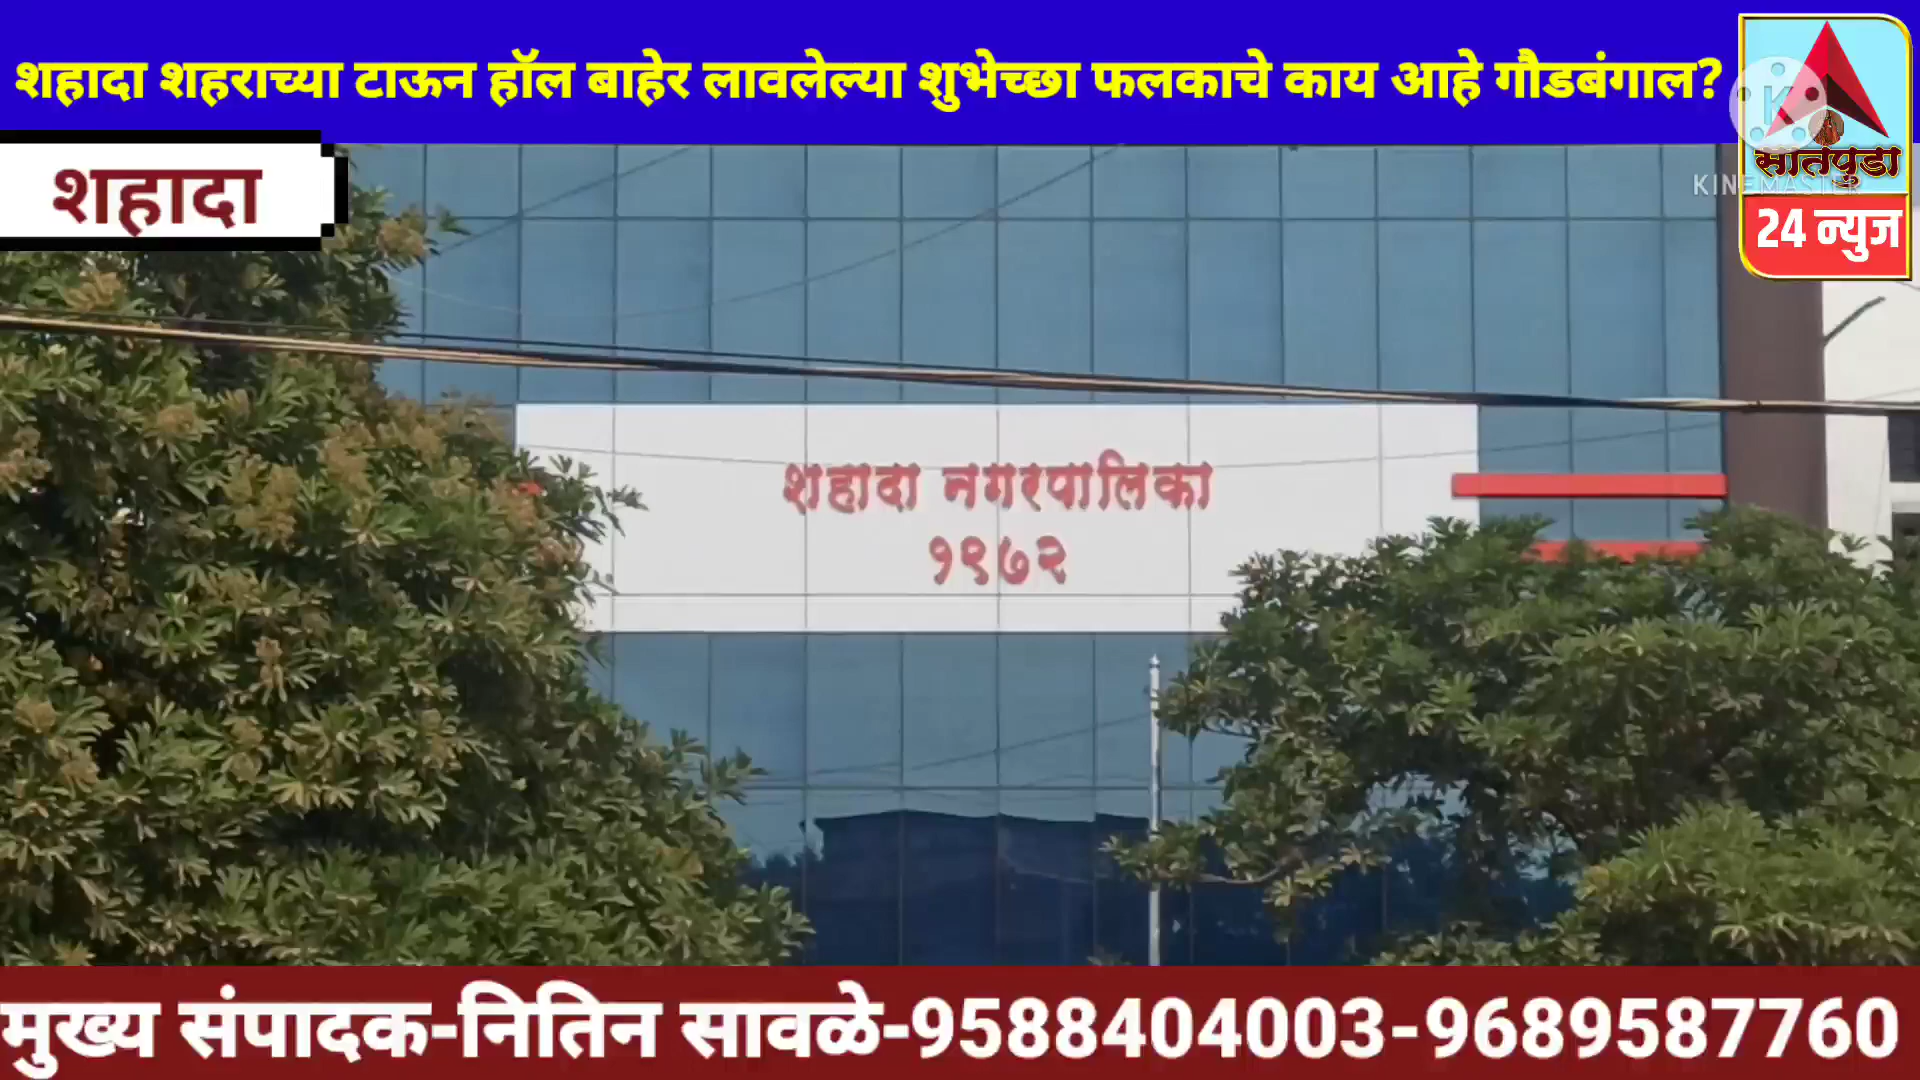 शहादा शहराच्या टाऊन हॉल बाहेर लावलेल्या शुभेच्छा फलकाचे काय आहे गौडबंगाल?
K
सातपुडा
KINEMASTER
24 न्युज
शहादा
शहादा नगरपालिका
१९७२
मुख्य संपादक-नितिन सावळे-9588404003-9689587760